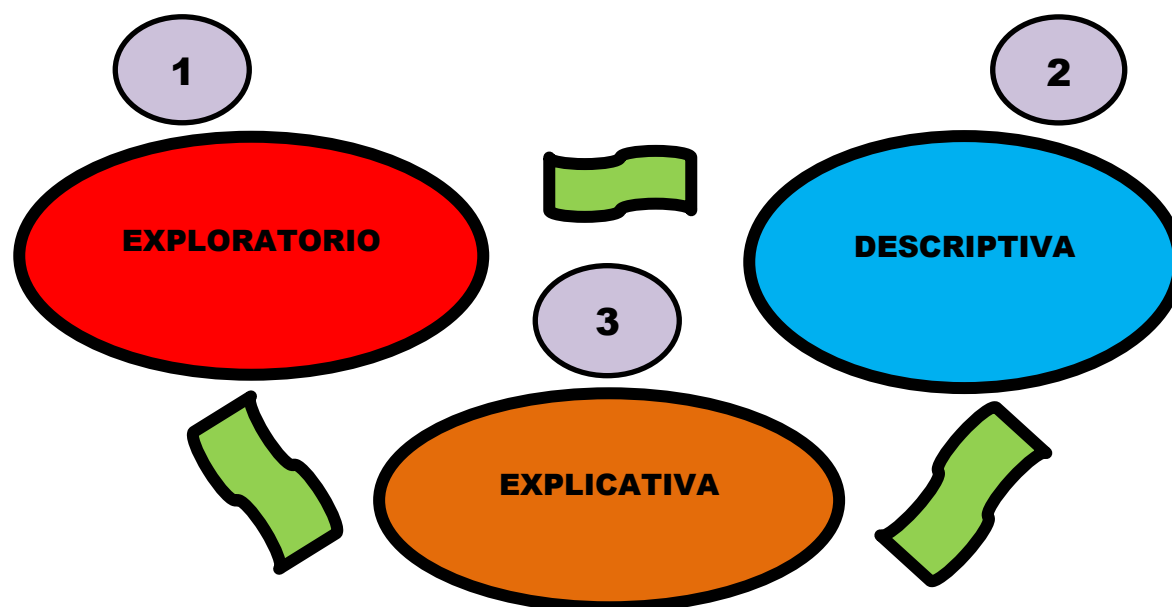 1
2
EXPLORATORIO
DESCRIPTIVA
3
EXPLICATIVA